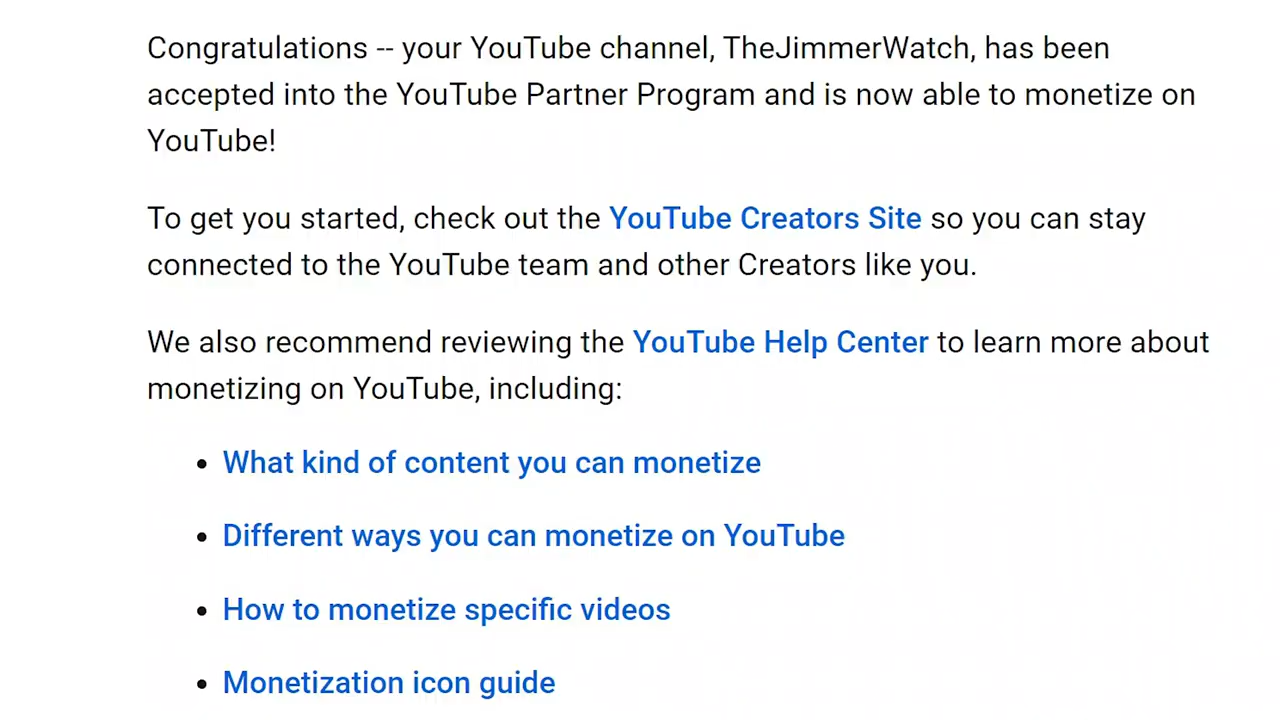 Congratulations -- your YouTube channel, TheJimmerWatch, has been
accepted into the YouTube Partner Program and is now able to monetize on
YouTube!
To get you started, check out the YouTube Creators Site so you can stay
connected to the YouTube team and other Creators like you.
We also recommend reviewing the YouTube Help Center to learn more about
monetizing on YouTube, including:
• What kind of content you can monetize
• Different ways you can monetize on YouTube
• How to monetize specific videos
• Monetization icon guide